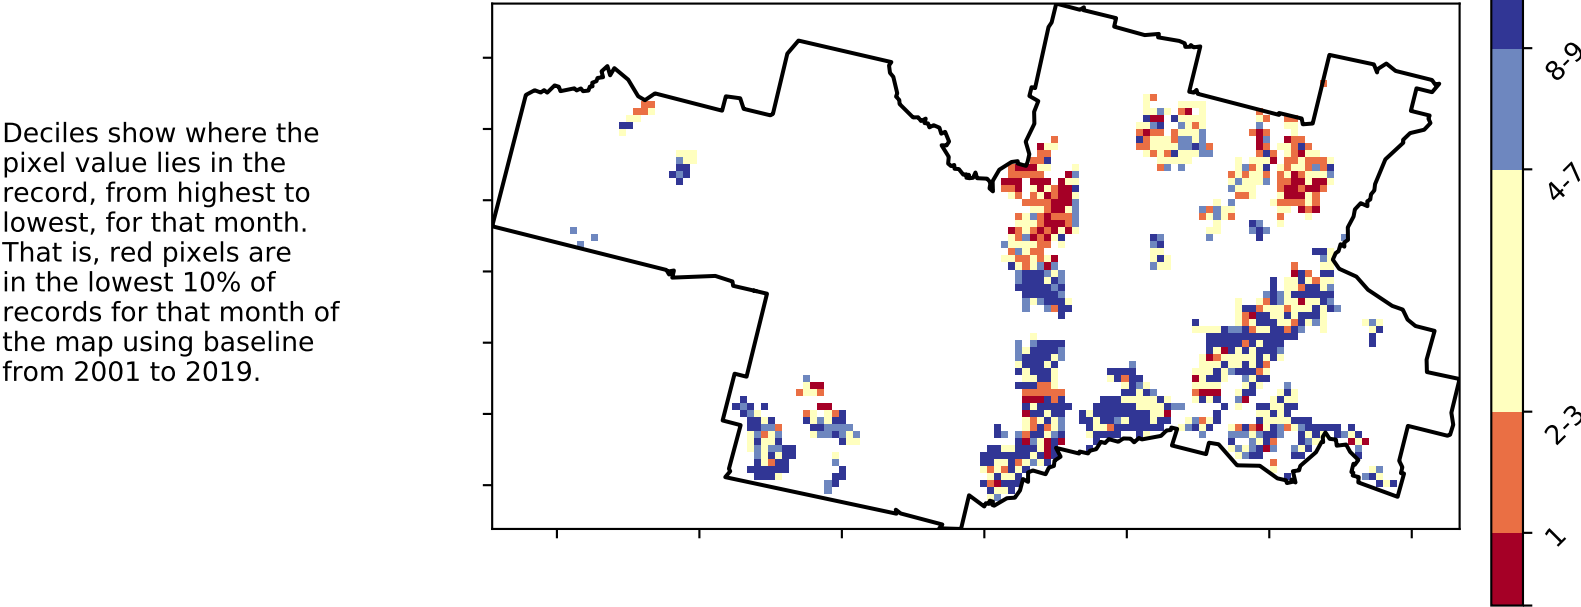 Deciles show where the
pixel value lies in the
record, from highest to
lowest, for that month.
That is, red pixels are
in the lowest 10% of
records for that month of
the map using baseline
from 2001 to 2019.
8-9
4-7
2-3
1